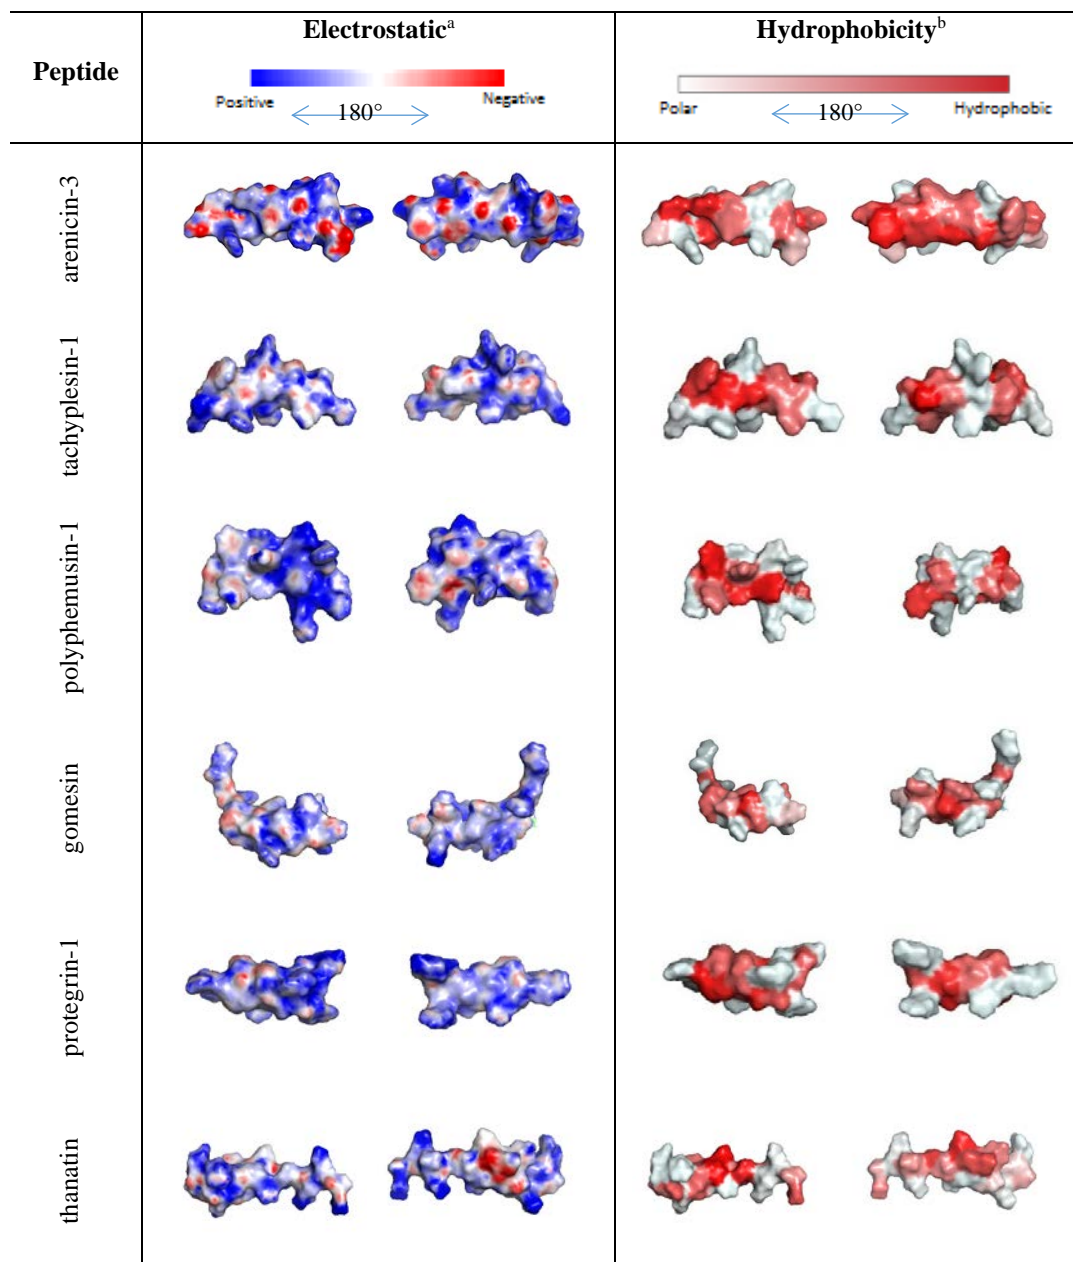 Peptide
Electrostaticᵃ
Positive
Negative
180°
Hydrophobicityᵇ
Polar
Hydrophobic
180°
arenicin-3
tachyplesin-1
polyphemusin-1
gomesin
protegrin-1
thanatin